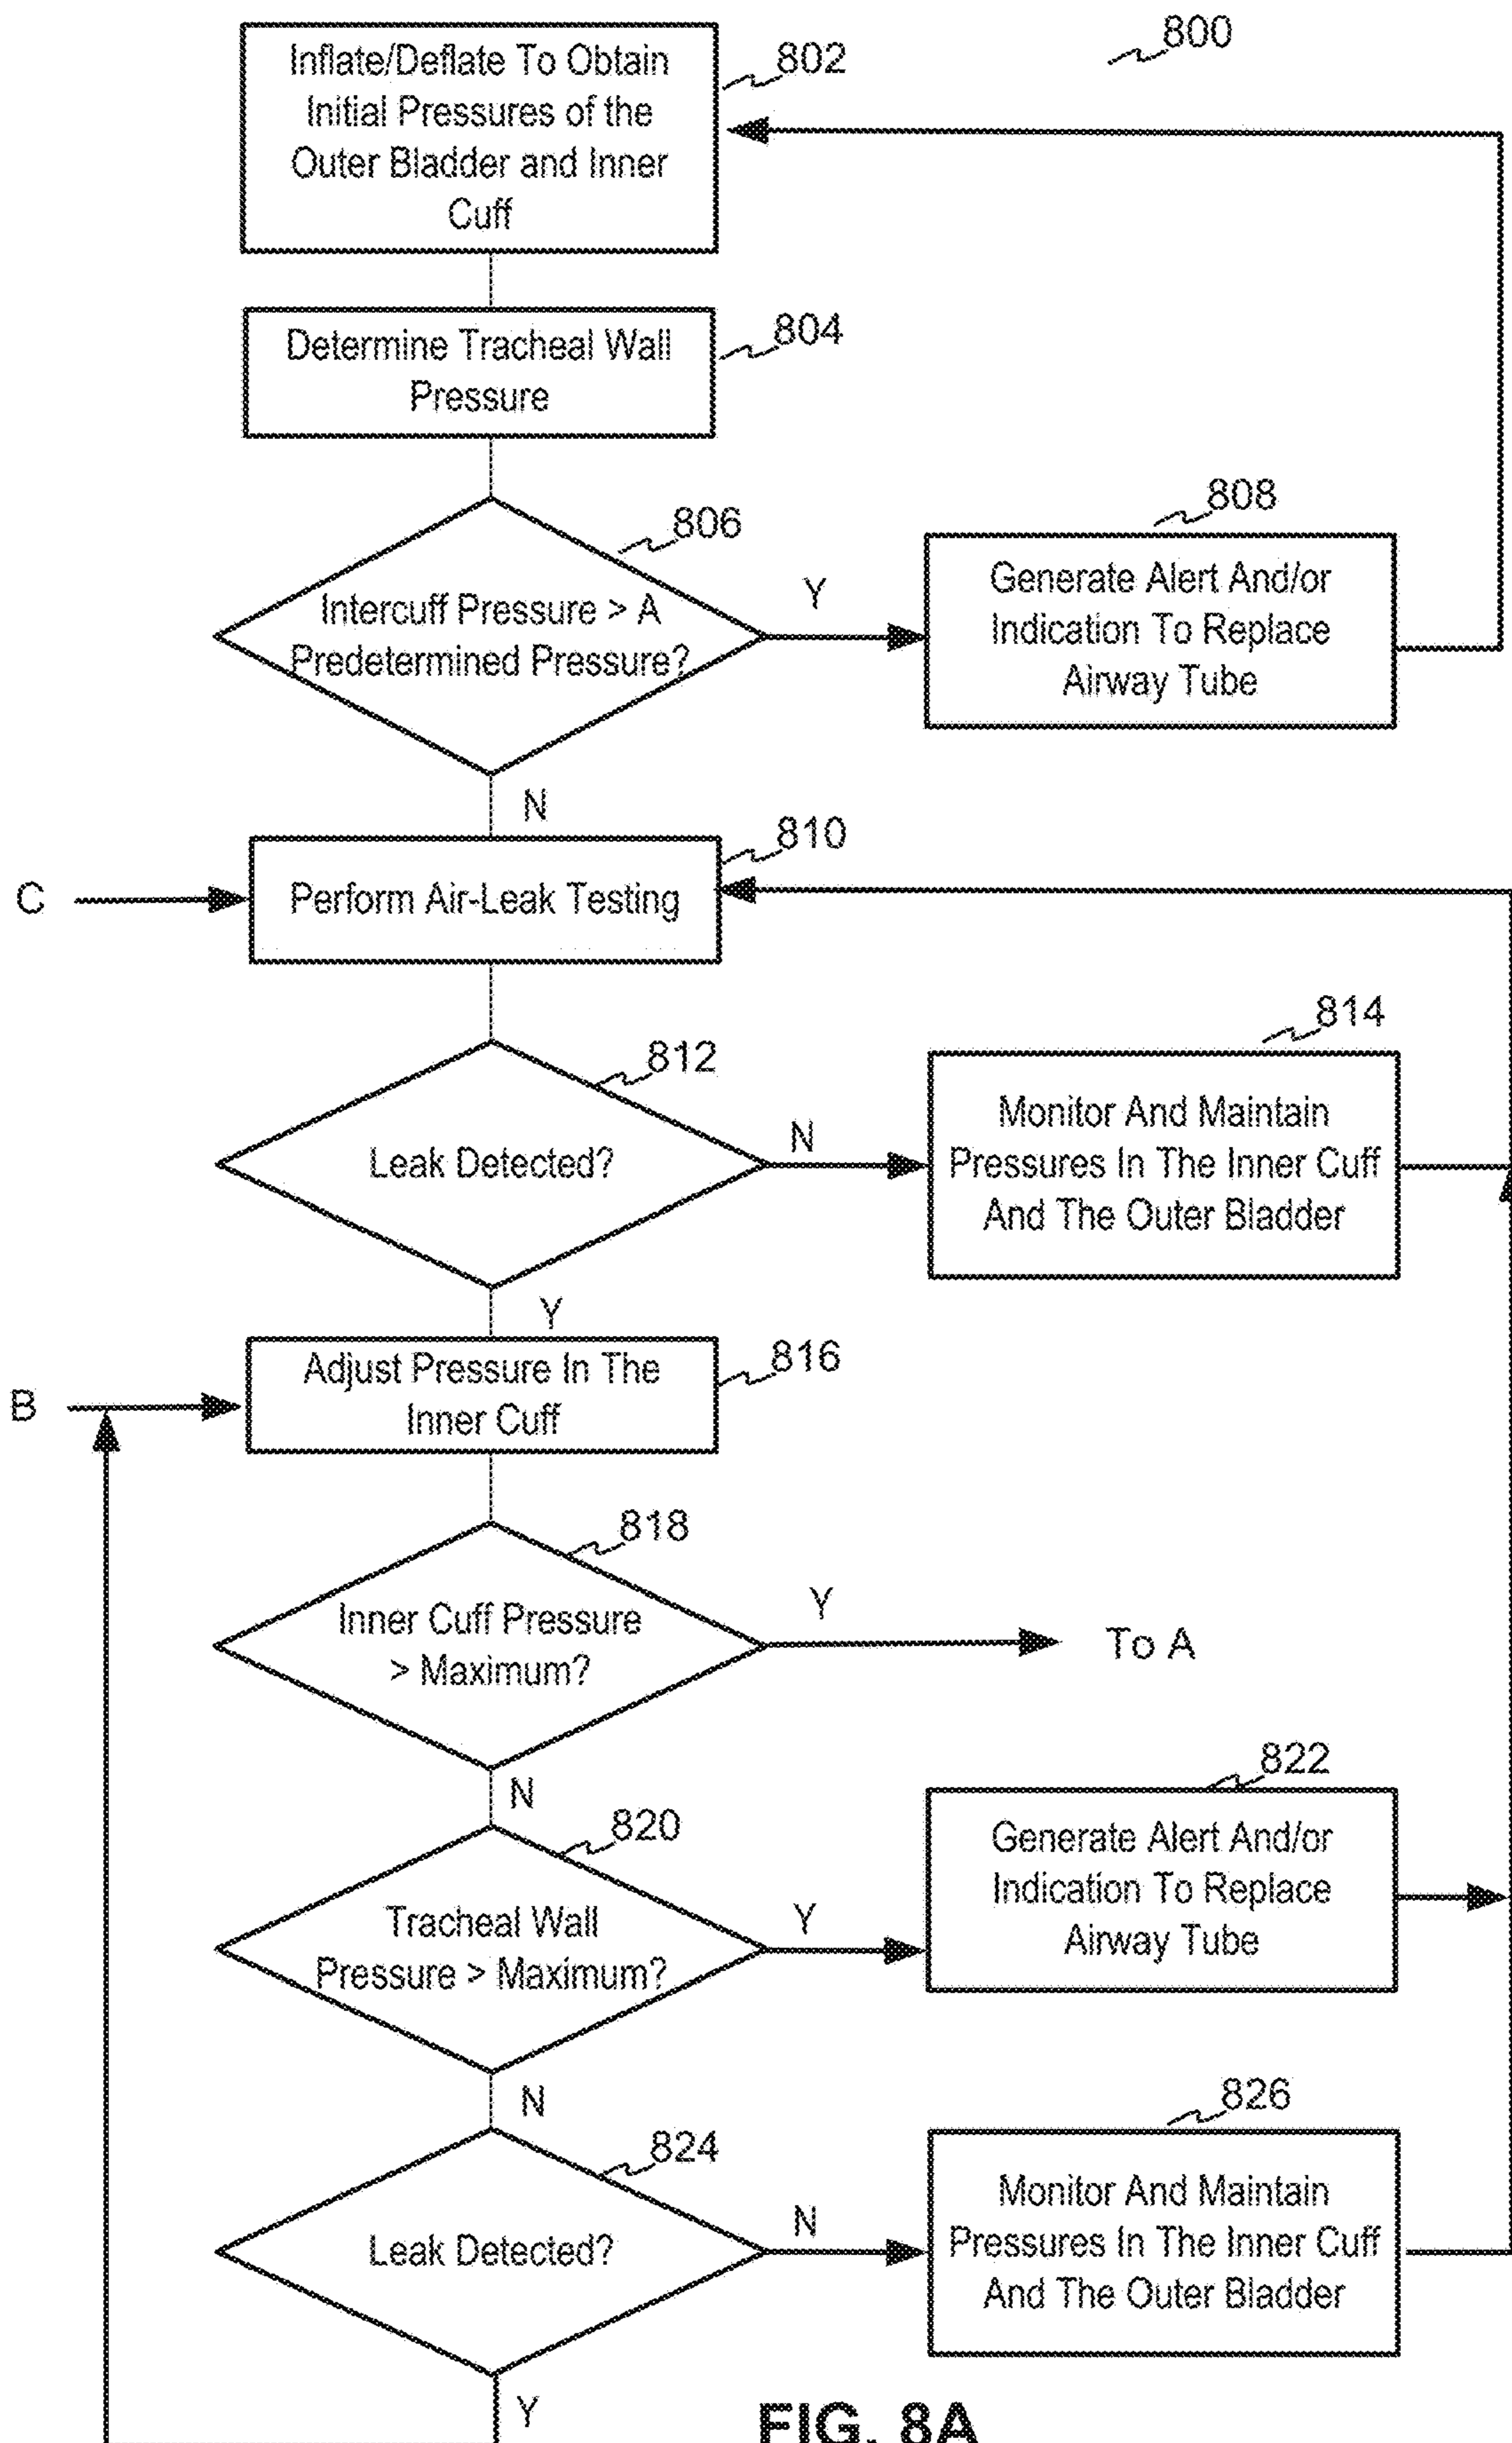 800
Inflate/Deflate To Obtain
Initial Pressures of the
Outer Bladder and Inner
Cuff
802
Determine Tracheal Wall
Pressure
804
806
Intercuff Pressure > A
Predetermined Pressure?
Y
808
Generate Alert And/or
Indication To Replace
Airway Tube
N
810
C
Perform Air-Leak Testing
812
Leak Detected?
N
814
Monitor And Maintain
Pressures In The Inner Cuff
And The Outer Bladder
Y
816
B
Adjust Pressure In The
Inner Cuff
818
Inner Cuff Pressure
> Maximum?
Y
To A
N
820
Tracheal Wall
Pressure > Maximum?
Y
822
Generate Alert And/or
Indication To Replace
Airway Tube
N
824
Leak Detected?
N
826
Monitor And Maintain
Pressures In The Inner Cuff
And The Outer Bladder
Y
FIG. 8A